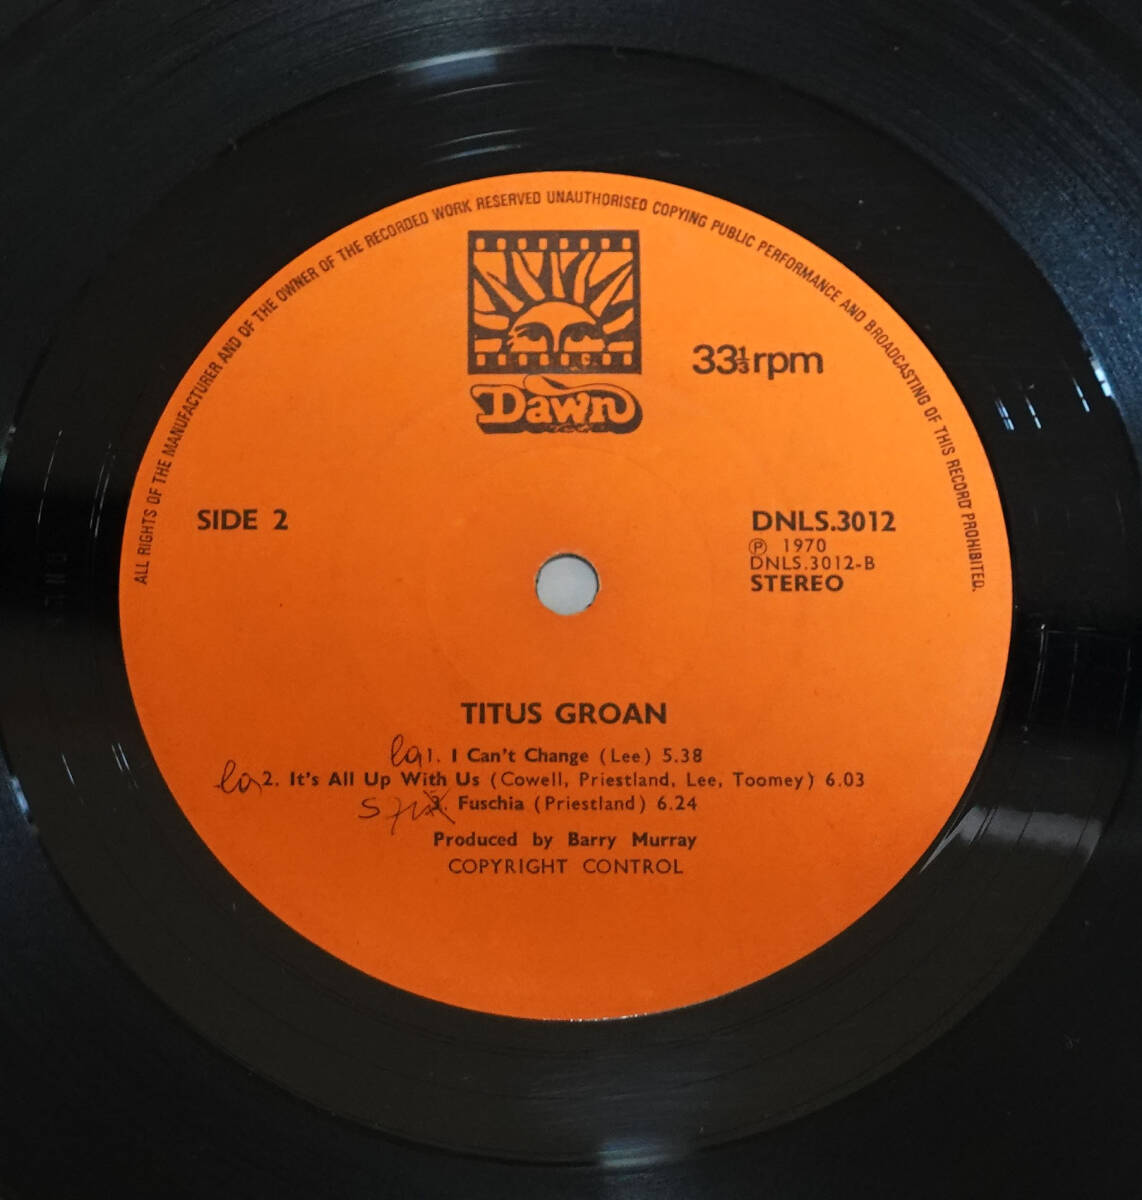 ALL RIGHTS OF THE MANUFACTURER AND OF THE OWNER OF THE RECORDED WORK RESERVED UNAUTHORISED COPYING PUBLIC PERFORMANCE AND BROADCASTING OF THIS RECORD PROHIBITED.
Dawn
33⅓rpm
SIDE 2
DNLS.3012
Ⓟ 1970
DNLS.3012-B
STEREO
TITUS GROAN
1. I Can't Change (Lee) 5.38
2. It's All Up With Us (Cowell, Priestland, Lee, Toomey) 6.03
3. Fuschia (Priestland) 6.24
Produced by Barry Murray
COPYRIGHT CONTROL